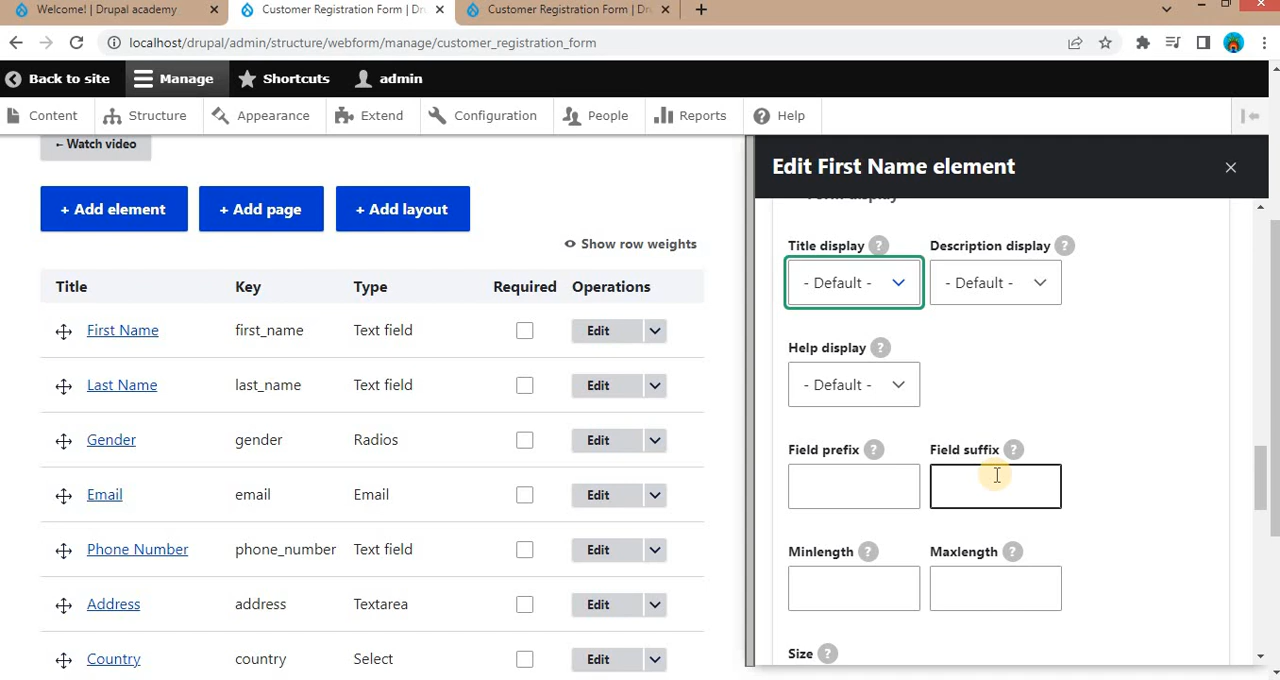 Welcome! | Drupal academy
Customer Registration Form | Dr
Customer Registration Form | Dr
localhost/drupal/admin/structure/webform/manage/customer_registration_form
Back to site
Manage
Shortcuts
admin
Content
Structure
Appearance
Extend
Configuration
People
Reports
Help
← Watch video
+ Add element
+ Add page
+ Add layout
Show row weights
Title Key Type Required Operations
First Name first_name Text field Edit
Last Name last_name Text field Edit
Gender gender Radios Edit
Email email Email Edit
Phone Number phone_number Text field Edit
Address address Textarea Edit
Country country Select Edit
Edit First Name element
Title display ? Description display ?
- Default - - Default -
Help display ?
- Default -
Field prefix ? Field suffix ?
Minlength ? Maxlength ?
Size ?